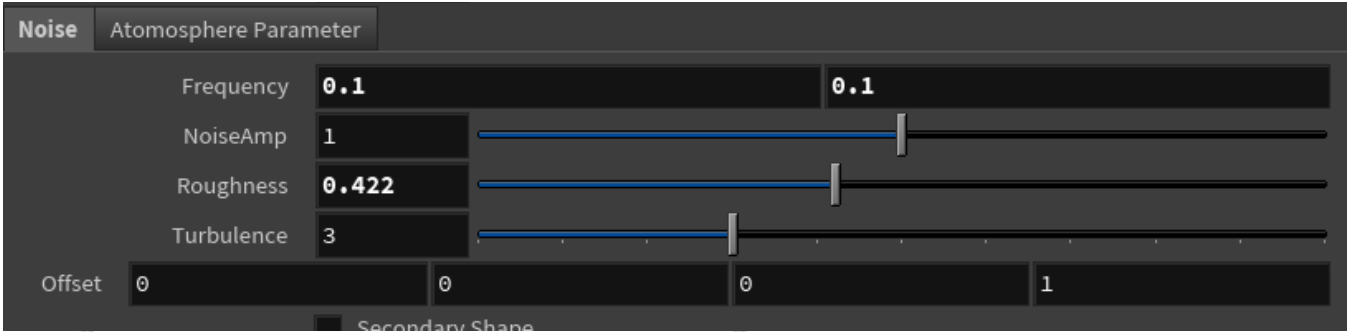 Noise Atomosphere Parameter
Frequency 0.1 0.1
NoiseAmp 1
Roughness 0.422
Turbulence 3
Offset 0 0 0 1
Secondary Shape